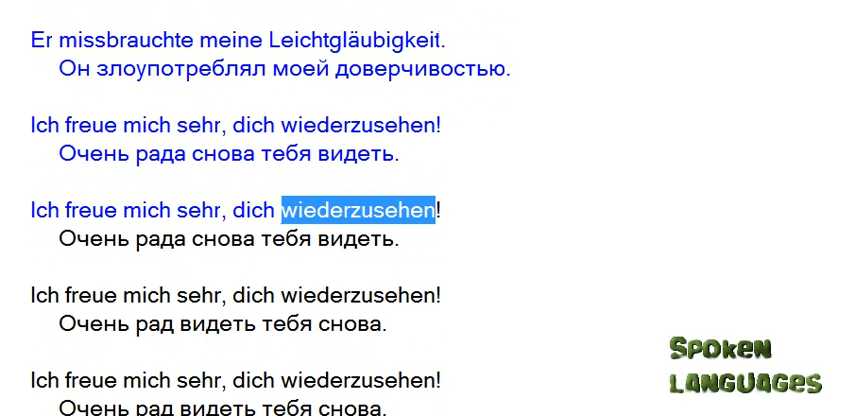 Er missbrauchte meine Leichtgläubigkeit.
Он злоупотреблял моей доверчивостью.
Ich freue mich sehr, dich wiederzusehen!
Очень рада снова тебя видеть.
Ich freue mich sehr, dich wiederzusehen!
Очень рада снова тебя видеть.
Ich freue mich sehr, dich wiederzusehen!
Очень рад видеть тебя снова.
Ich freue mich sehr, dich wiederzusehen!
Очень рад видеть тебя снова.
Spoken
Languages